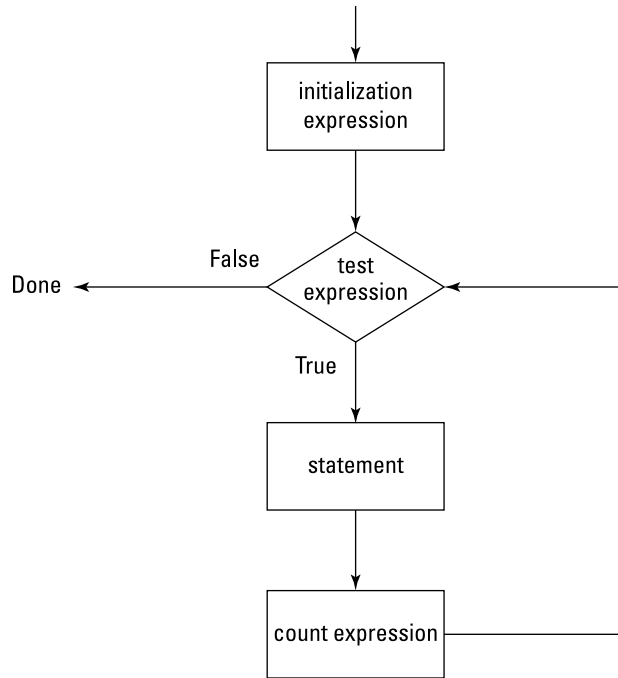 initialization
expression
False
test
expression
Done
True
statement
count expression